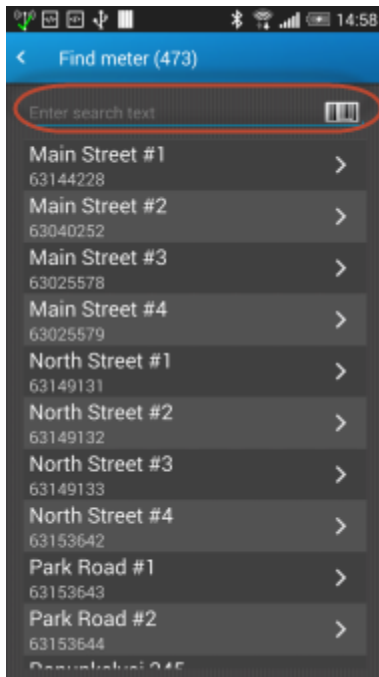 14:58
Find meter (473)
Enter search text
Main Street #1
63144228
Main Street #2
63040252
Main Street #3
63025578
Main Street #4
63025579
North Street #1
63149131
North Street #2
63149132
North Street #3
63149133
North Street #4
63153642
Park Road #1
63153643
Park Road #2
63153644